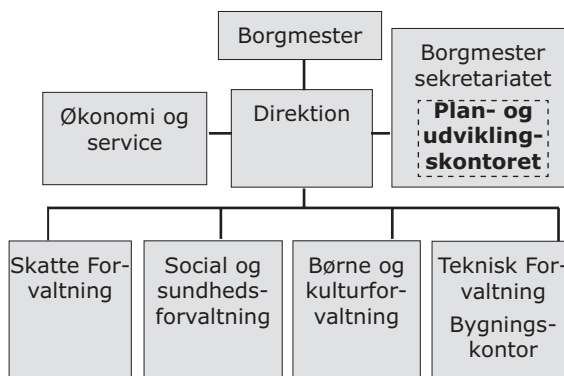 Borgmester
Borgmester
sekretariatet
Plan- og
udvikling-
skontoret
Økonomi og
service
Direktion
Skatte For-
valtning
Social og
sundheds-
forvaltning
Børne og
kulturfor-
valtning
Teknisk For-
valtning
Bygnings-
kontor